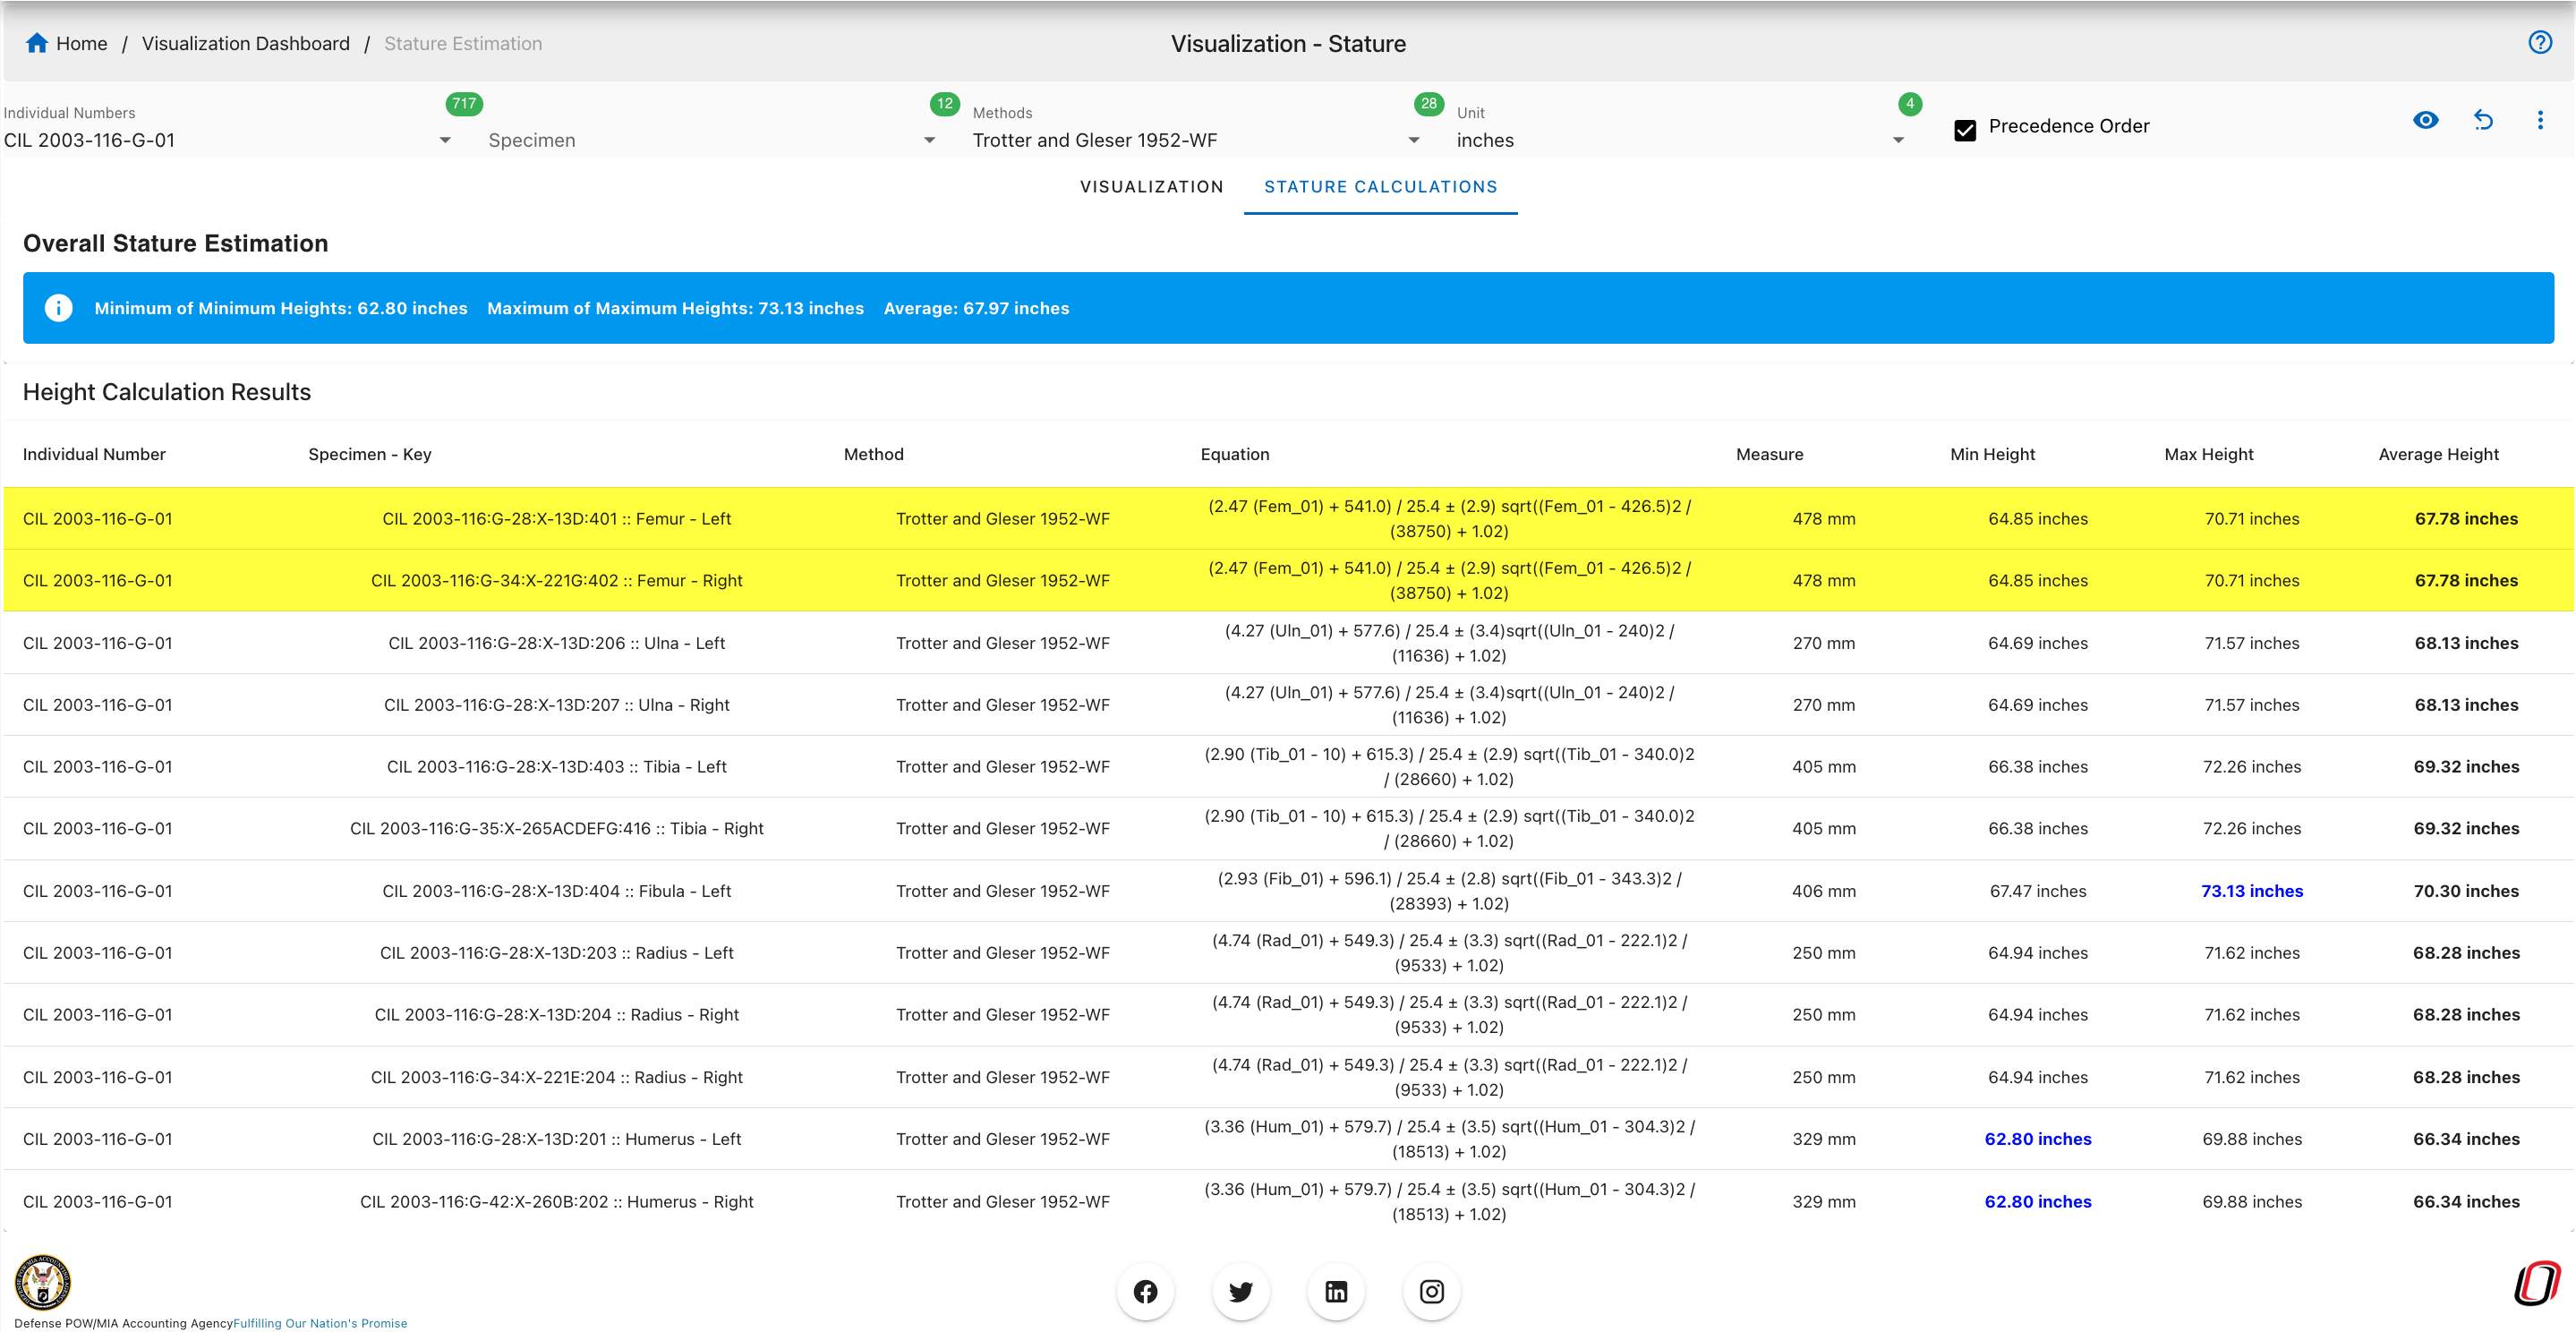 Home / Visualization Dashboard / Stature Estimation
Visualization - Stature
Individual Numbers
CIL 2003-116-G-01
717
Specimen
12
Methods
Trotter and Gleser 1952-WF
28
Unit
inches
4
Precedence Order
VISUALIZATION
STATURE CALCULATIONS
Overall Stature Estimation
Minimum of Minimum Heights: 62.80 inches Maximum of Maximum Heights: 73.13 inches Average: 67.97 inches
Height Calculation Results
Individual Number Specimen - Key Method Equation Measure Min Height Max Height Average Height
CIL 2003-116-G-01 CIL 2003-116:G-28:X-13D:401 :: Femur - Left Trotter and Gleser 1952-WF (2.47 (Fem_01) + 541.0) / 25.4 ± (2.9) sqrt((Fem_01 - 426.5)2 /
(38750) + 1.02) 478 mm 64.85 inches 70.71 inches 67.78 inches
CIL 2003-116-G-01 CIL 2003-116:G-34:X-221G:402 :: Femur - Right Trotter and Gleser 1952-WF (2.47 (Fem_01) + 541.0) / 25.4 ± (2.9) sqrt((Fem_01 - 426.5)2 /
(38750) + 1.02) 478 mm 64.85 inches 70.71 inches 67.78 inches
CIL 2003-116-G-01 CIL 2003-116:G-28:X-13D:206 :: Ulna - Left Trotter and Gleser 1952-WF (4.27 (Uln_01) + 577.6) / 25.4 ± (3.4)sqrt((Uln_01 - 240)2 /
(11636) + 1.02) 270 mm 64.69 inches 71.57 inches 68.13 inches
CIL 2003-116-G-01 CIL 2003-116:G-28:X-13D:207 :: Ulna - Right Trotter and Gleser 1952-WF (4.27 (Uln_01) + 577.6) / 25.4 ± (3.4)sqrt((Uln_01 - 240)2 /
(11636) + 1.02) 270 mm 64.69 inches 71.57 inches 68.13 inches
CIL 2003-116-G-01 CIL 2003-116:G-28:X-13D:403 :: Tibia - Left Trotter and Gleser 1952-WF (2.90 (Tib_01 - 10) + 615.3) / 25.4 ± (2.9) sqrt((Tib_01 - 340.0)2
/ (28660) + 1.02) 405 mm 66.38 inches 72.26 inches 69.32 inches
CIL 2003-116-G-01 CIL 2003-116:G-35:X-265ACDEFG:416 :: Tibia - Right Trotter and Gleser 1952-WF (2.90 (Tib_01 - 10) + 615.3) / 25.4 ± (2.9) sqrt((Tib_01 - 340.0)2
/ (28660) + 1.02) 405 mm 66.38 inches 72.26 inches 69.32 inches
CIL 2003-116-G-01 CIL 2003-116:G-28:X-13D:404 :: Fibula - Left Trotter and Gleser 1952-WF (2.93 (Fib_01) + 596.1) / 25.4 ± (2.8) sqrt((Fib_01 - 343.3)2 /
(28393) + 1.02) 406 mm 67.47 inches 73.13 inches 70.30 inches
CIL 2003-116-G-01 CIL 2003-116:G-28:X-13D:203 :: Radius - Left Trotter and Gleser 1952-WF (4.74 (Rad_01) + 549.3) / 25.4 ± (3.3) sqrt((Rad_01 - 222.1)2 /
(9533) + 1.02) 250 mm 64.94 inches 71.62 inches 68.28 inches
CIL 2003-116-G-01 CIL 2003-116:G-28:X-13D:204 :: Radius - Right Trotter and Gleser 1952-WF (4.74 (Rad_01) + 549.3) / 25.4 ± (3.3) sqrt((Rad_01 - 222.1)2 /
(9533) + 1.02) 250 mm 64.94 inches 71.62 inches 68.28 inches
CIL 2003-116-G-01 CIL 2003-116:G-34:X-221E:204 :: Radius - Right Trotter and Gleser 1952-WF (4.74 (Rad_01) + 549.3) / 25.4 ± (3.3) sqrt((Rad_01 - 222.1)2 /
(9533) + 1.02) 250 mm 64.94 inches 71.62 inches 68.28 inches
CIL 2003-116-G-01 CIL 2003-116:G-28:X-13D:201 :: Humerus - Left Trotter and Gleser 1952-WF (3.36 (Hum_01) + 579.7) / 25.4 ± (3.5) sqrt((Hum_01 - 304.3)2 /
(18513) + 1.02) 329 mm 62.80 inches 69.88 inches 66.34 inches
CIL 2003-116-G-01 CIL 2003-116:G-42:X-260B:202 :: Humerus - Right Trotter and Gleser 1952-WF (3.36 (Hum_01) + 579.7) / 25.4 ± (3.5) sqrt((Hum_01 - 304.3)2 /
(18513) + 1.02) 329 mm 62.80 inches 69.88 inches 66.34 inches
Defense POW/MIA Accounting AgencyFulfilling Our Nation's Promise